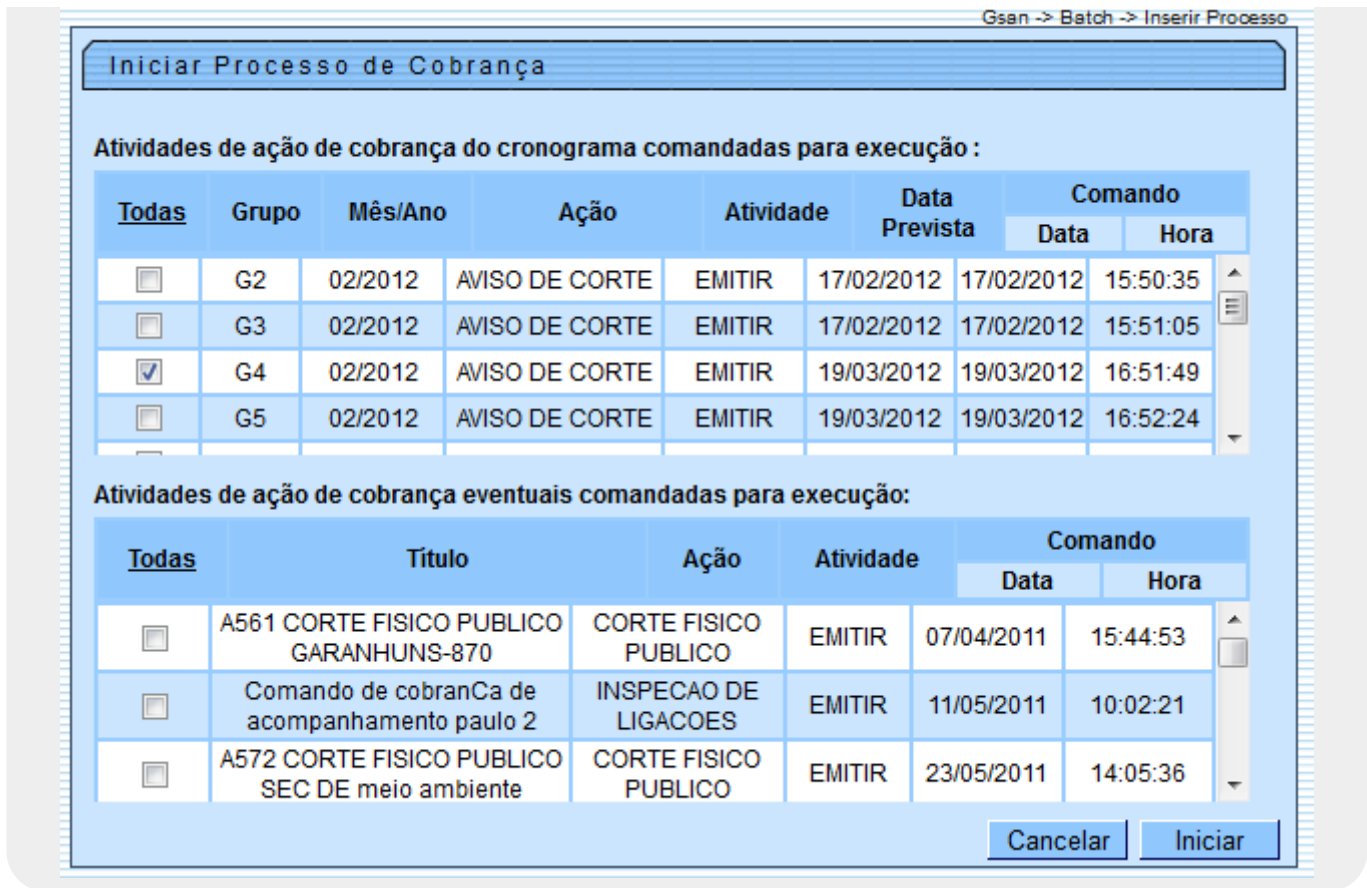 Gsan -> Batch -> Inserir Processo
Iniciar Processo de Cobrança
Atividades de ação de cobrança do cronograma comandadas para execução :
Todas Grupo Mês/Ano Ação Atividade Data Prevista Comando
Data Hora
G2 02/2012 AVISO DE CORTE EMITIR 17/02/2012 17/02/2012 15:50:35
G3 02/2012 AVISO DE CORTE EMITIR 17/02/2012 17/02/2012 15:51:05
G4 02/2012 AVISO DE CORTE EMITIR 19/03/2012 19/03/2012 16:51:49
G5 02/2012 AVISO DE CORTE EMITIR 19/03/2012 19/03/2012 16:52:24
Atividades de ação de cobrança eventuais comandadas para execução:
Todas Título Ação Atividade Comando
Data Hora
A561 CORTE FISICO PUBLICO CORTE FISICO
GARANHUNS-870 PUBLICO EMITIR 07/04/2011 15:44:53
Comando de cobranCa de INSPECAO DE
acompanhamento paulo 2 LIGACOES EMITIR 11/05/2011 10:02:21
A572 CORTE FISICO PUBLICO CORTE FISICO
SEC DE meio ambiente PUBLICO EMITIR 23/05/2011 14:05:36
Cancelar Iniciar